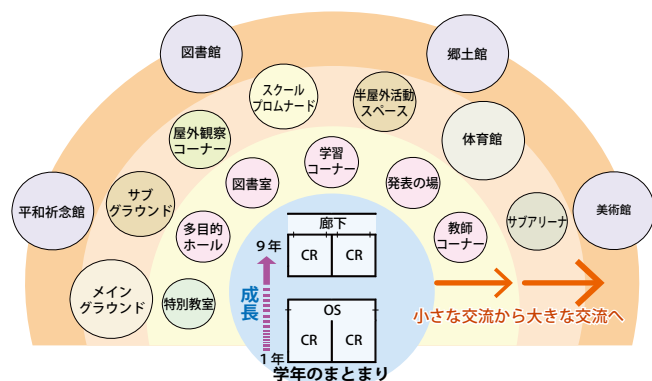 図書館
郷土館
スクール
プロムナード
半屋外活動
スペース
屋外観察
コーナー
体育館
学習
コーナー
図書室
発表の場
平和祈念館
サブ
グラウンド
多目的
ホール
教師
コーナー
サブアリーナ
美術館
メイン
グラウンド
特別教室
9年
廊下
CR
CR
成長
OS
CR
CR
1年
学年のまとまり
小さな交流から大きな交流へ